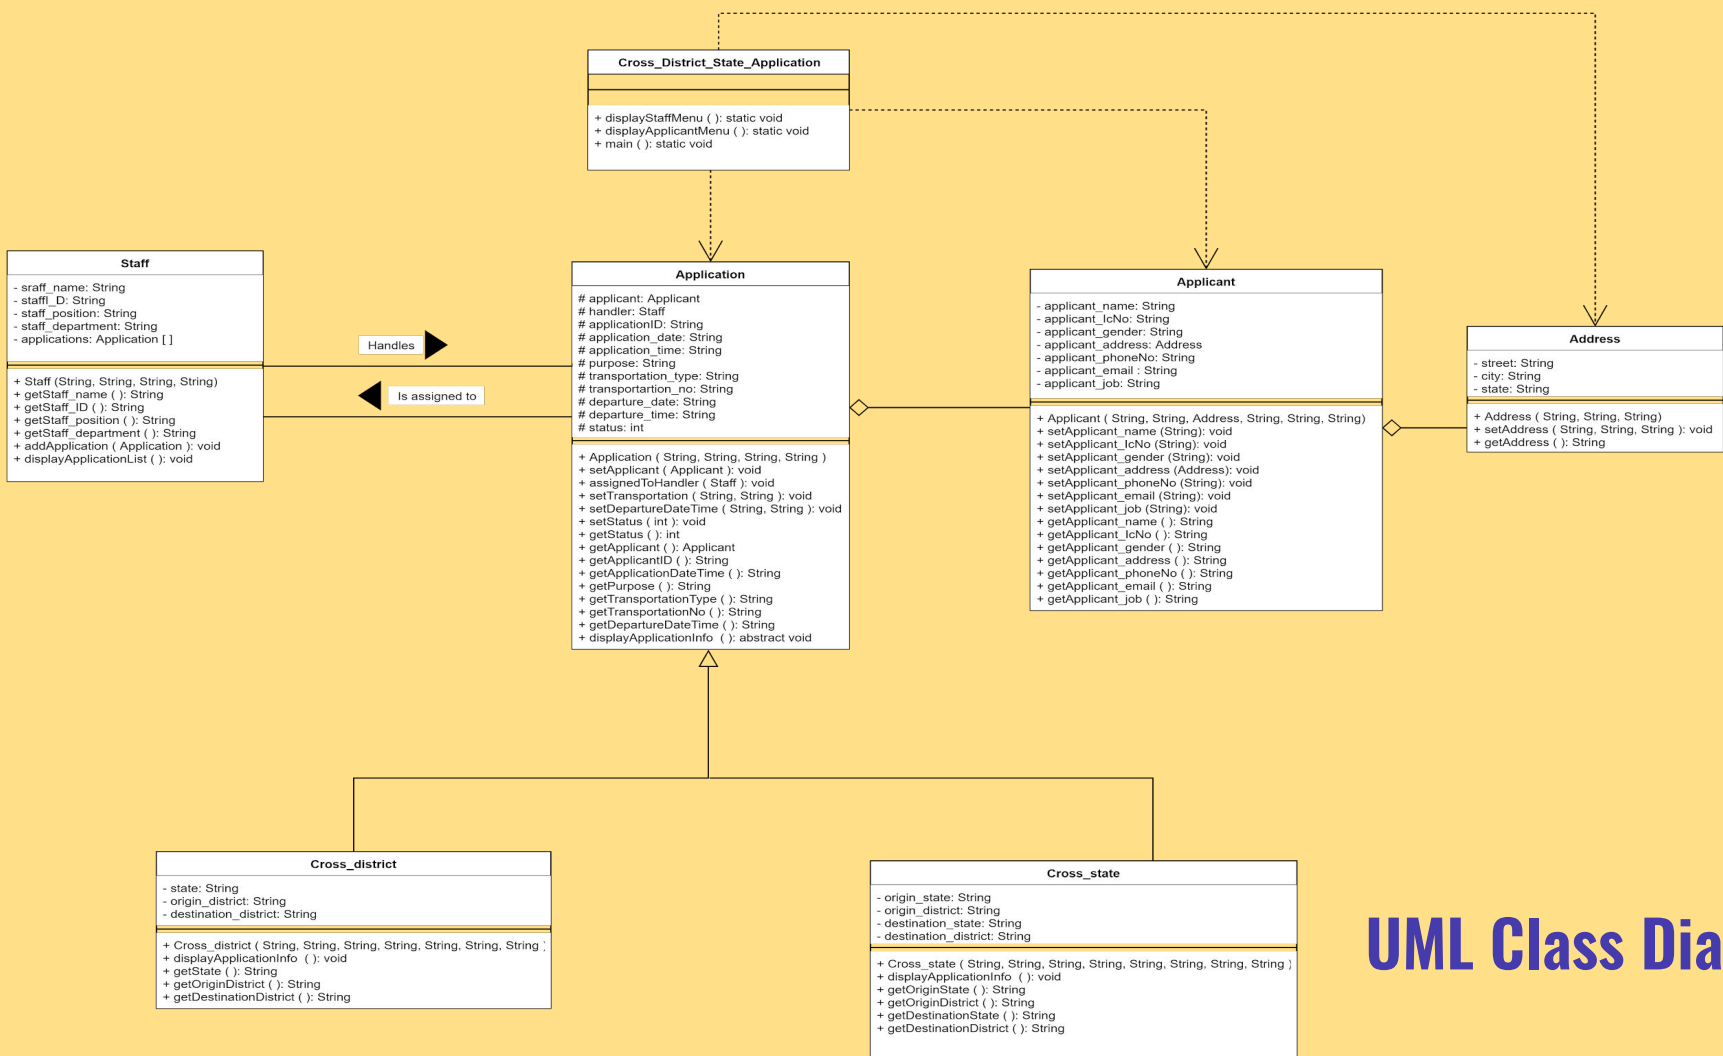 Cross_District_State_Application
+ displayStaffMenu ( ): static void
+ displayApplicantMenu ( ): static void
+ main ( ): static void
Staff
- sraff_name: String
- staffI_D: String
- staff_position: String
- staff_department: String
- applications: Application [ ]
+ Staff (String, String, String, String)
+ getStaff_name ( ): String
+ getStaff_ID ( ): String
+ getStaff_position ( ): String
+ getStaff_department ( ): String
+ addApplication ( Application ): void
+ displayApplicationList ( ): void
Handles
Is assigned to
Application
# applicant: Applicant
# handler: Staff
# applicationID: String
# application_date: String
# application_time: String
# purpose: String
# transportation_type: String
# transportartion_no: String
# departure_date: String
# departure_time: String
# status: int
+ Application ( String, String, String, String )
+ setApplicant ( Applicant ): void
+ assignedToHandler ( Staff ): void
+ setTransportation ( String, String ): void
+ setDepartureDateTime ( String, String ): void
+ setStatus ( int ): void
+ getStatus ( ): int
+ getApplicant ( ): Applicant
+ getApplicantID ( ): String
+ getApplicationDateTime ( ): String
+ getPurpose ( ): String
+ getTransportationType ( ): String
+ getTransportationNo ( ): String
+ getDepartureDateTime ( ): String
+ displayApplicationInfo ( ): abstract void
Applicant
- applicant_name: String
- applicant_IcNo: String
- applicant_gender: String
- applicant_address: Address
- applicant_phoneNo: String
- applicant_email : String
- applicant_job: String
+ Applicant ( String, String, Address, String, String, String)
+ setApplicant_name (String): void
+ setApplicant_IcNo (String): void
+ setApplicant_gender (String): void
+ setApplicant_address (Address): void
+ setApplicant_phoneNo (String): void
+ setApplicant_email (String): void
+ setApplicant_job (String): void
+ getApplicant_name ( ): String
+ getApplicant_IcNo ( ): String
+ getApplicant_gender ( ): String
+ getApplicant_address ( ): String
+ getApplicant_phoneNo ( ): String
+ getApplicant_email ( ): String
+ getApplicant_job ( ): String
Address
- street: String
- city: String
- state: String
+ Address ( String, String, String)
+ setAddress ( String, String, String ): void
+ getAddress ( ): String
Cross_district
- state: String
- origin_district: String
- destination_district: String
+ Cross_district ( String, String, String, String, String, String, String )
+ displayApplicationInfo ( ): void
+ getState ( ): String
+ getOriginDistrict ( ): String
+ getDestinationDistrict ( ): String
Cross_state
- origin_state: String
- origin_district: String
- destination_state: String
- destination_district: String
+ Cross_state ( String, String, String, String, String, String, String, String )
+ displayApplicationInfo ( ): void
+ getOriginState ( ): String
+ getOriginDistrict ( ): String
+ getDestinationState ( ): String
+ getDestinationDistrict ( ): String
UML Class Dia